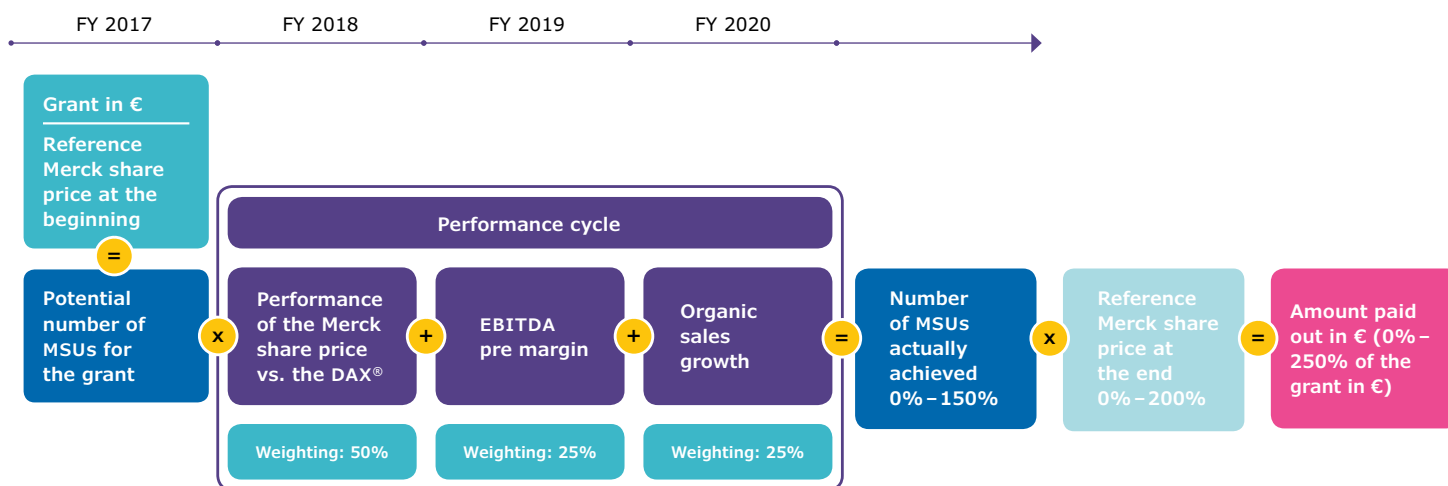 FY 2017
FY 2018
FY 2019
FY 2020
Grant in €
Reference
Merck share
price at the
beginning
=
Potential
number of
MSUs for
the grant
x
Performance cycle
Performance
of the Merck
share price
vs. the DAX®
+
EBITDA
pre margin
+
Organic
sales
growth
Weighting: 50%
Weighting: 25%
Weighting: 25%
=
Number
of MSUs
actually
achieved
0%–150%
x
Reference
Merck share
price at
the end
0%–200%
=
Amount paid
out in € (0%–
250% of the
grant in €)